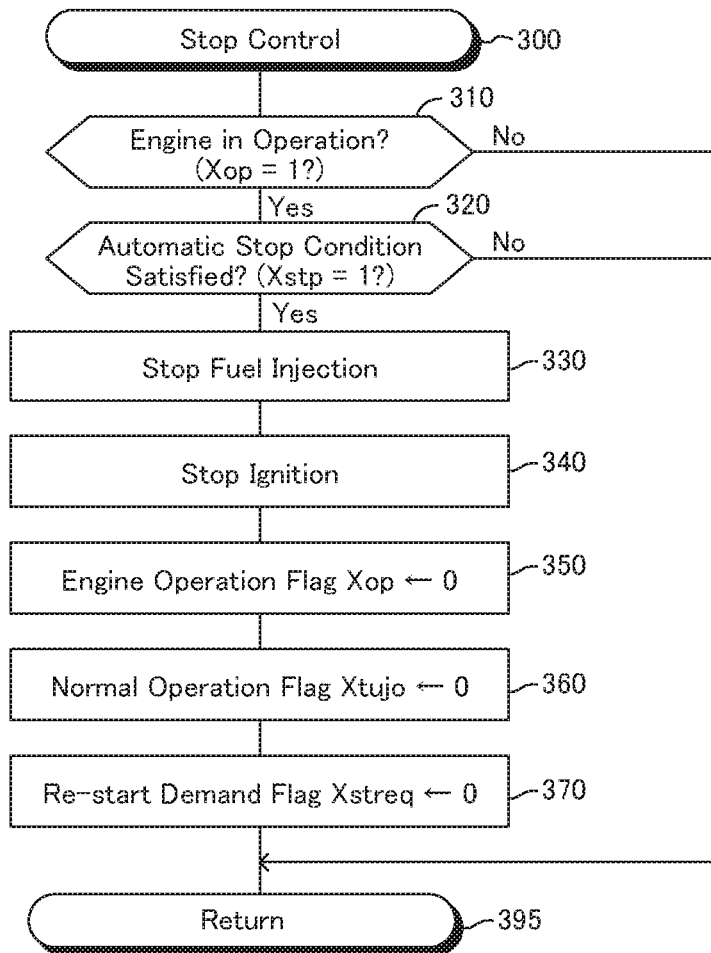 Stop Control
300
310
Engine in Operation?
(Xop = 1?)
No
Yes
320
Automatic Stop Condition
Satisfied? (Xstp = 1?)
No
Yes
Stop Fuel Injection
330
Stop Ignition
340
Engine Operation Flag Xop ← 0
350
Normal Operation Flag Xtujo ← 0
360
Re-start Demand Flag Xstreq ← 0
370
Return
395